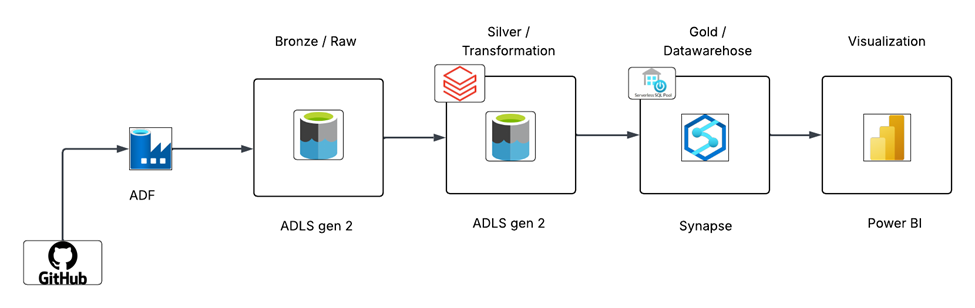 Bronze / Raw
Silver /
Transformation
Gold /
Datawarehose
Visualization
Serverless SQL Pool
ADF
ADLS gen 2
ADLS gen 2
Synapse
Power BI
GitHub